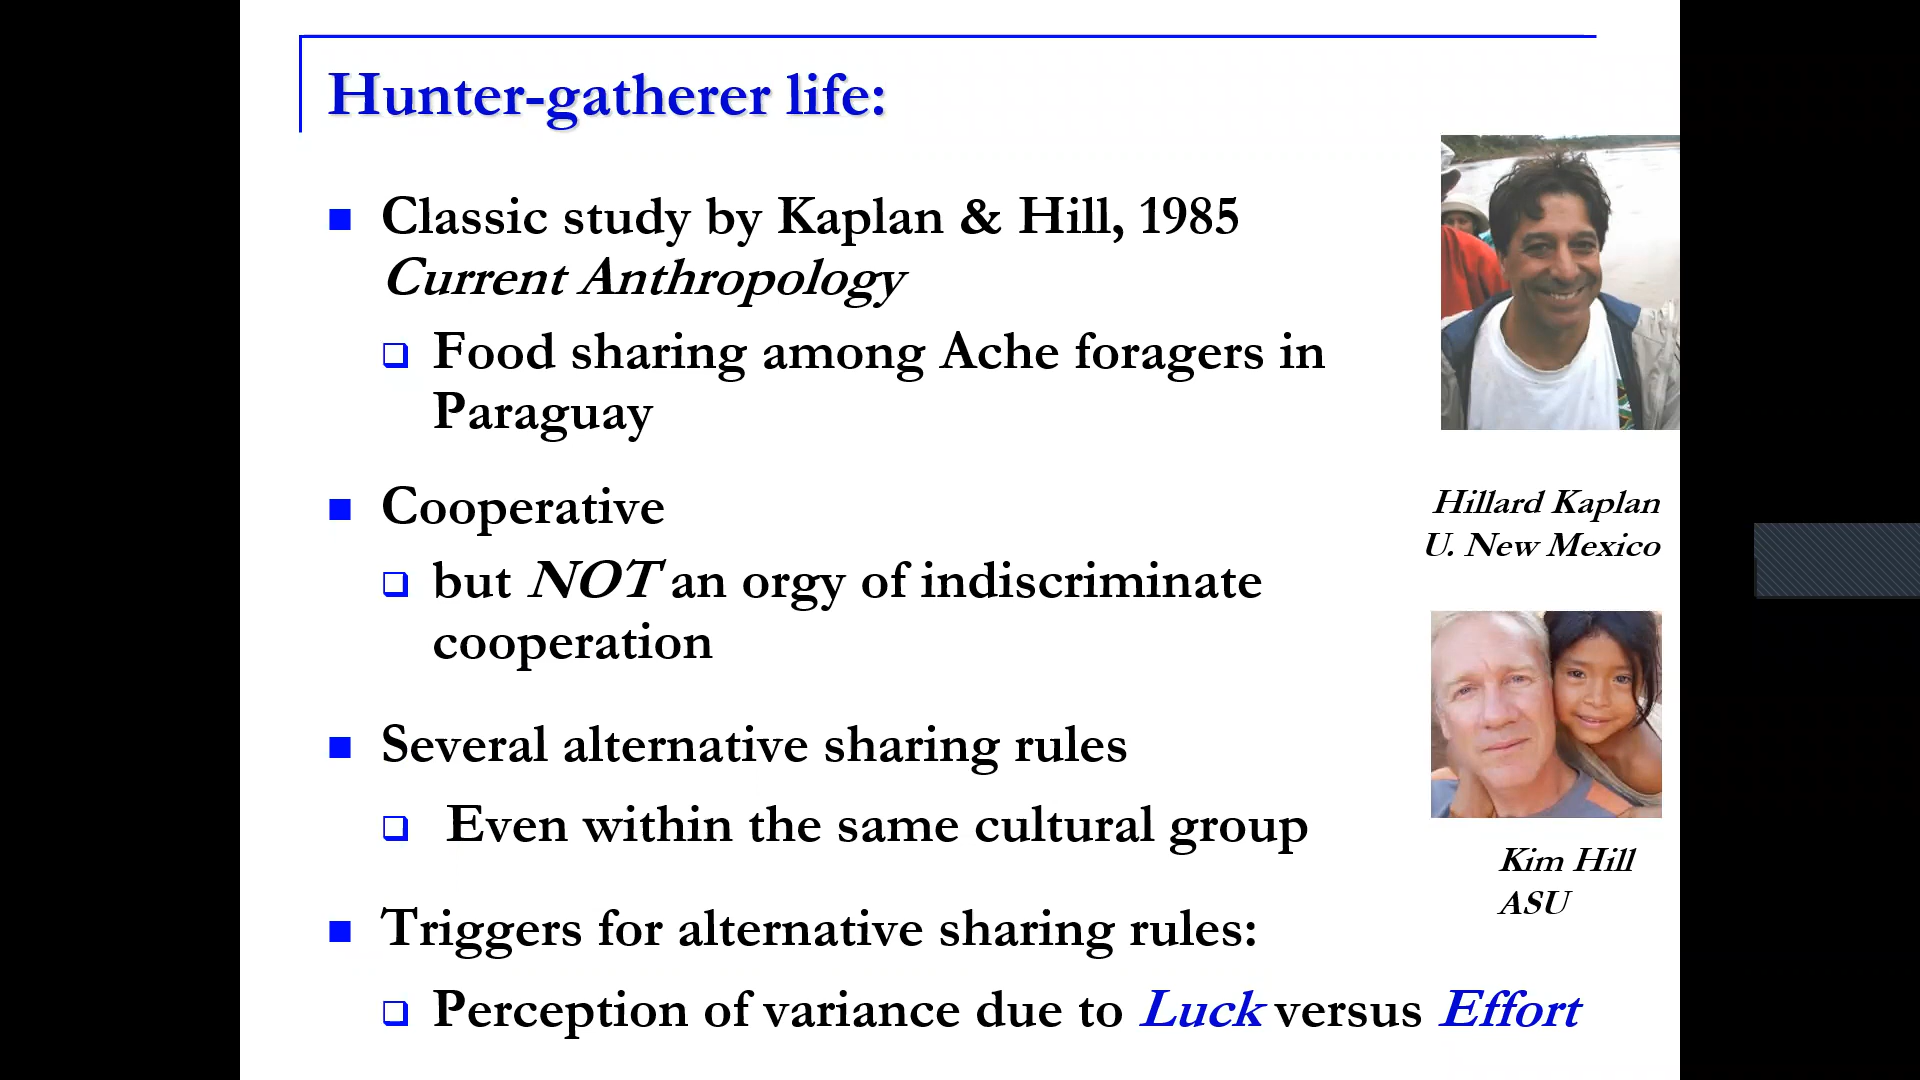 Hunter-gatherer life:
Classic study by Kaplan & Hill, 1985
Current Anthropology
Food sharing among Ache foragers in
Paraguay
Cooperative
but NOT an orgy of indiscriminate
cooperation
Several alternative sharing rules
Even within the same cultural group
Triggers for alternative sharing rules:
Perception of variance due to Luck versus Effort
Hillard Kaplan
U. New Mexico
Kim Hill
ASU